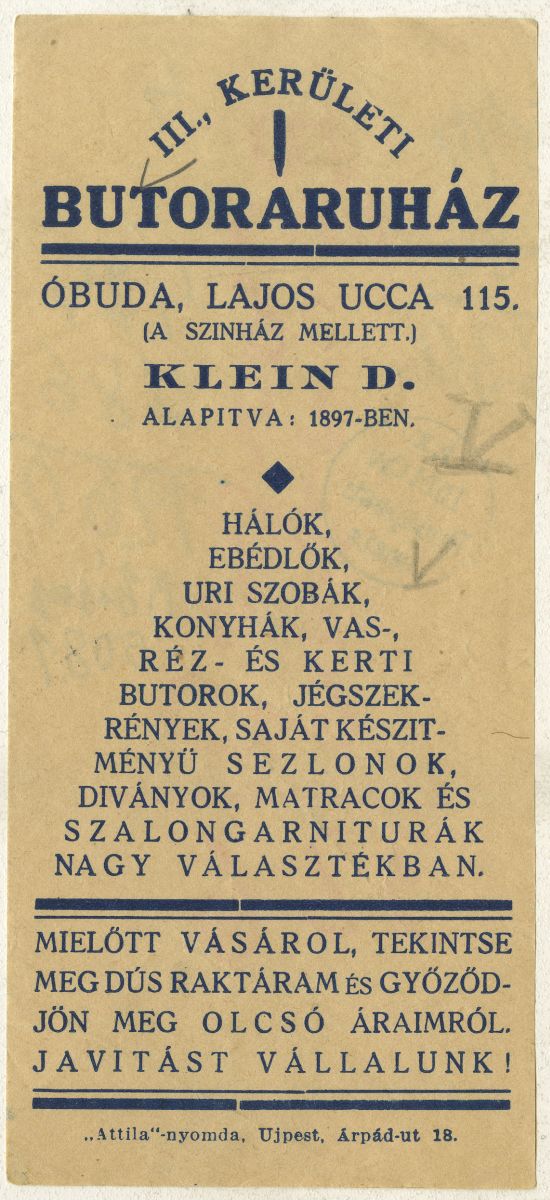 III., KERÜLETI
BUTORARUHÁZ
ÓBUDA, LAJOS UCCA 115.
(A SZINHÁZ MELLETT.)
KLEIN D.
ALAPITVA: 1897-BEN.
HÁLÓK,
EBÉDLŐK,
URI SZOBÁK,
KONYHÁK, VAS-,
RÉZ- ÉS KERTI
BUTOROK, JÉGSZEK-
RÉNYEK, SAJÁT KÉSZIT-
MÉNYÜ SEZLONOK,
DIVÁNYOK, MATRACOK ÉS
SZALONGARNITURÁK
NAGY VÁLASZTÉKBAN.
MIELŐTT VÁSÁROL, TEKINTSE
MEG DÚS RAKTÁRAM ÉS GYŐZŐD-
JÖN MEG OLCSÓ ÁRAIMRÓL.
JAVITÁST VÁLLALUNK!
„Attila“-nyomda, Ujpest, Árpád-ut 18.